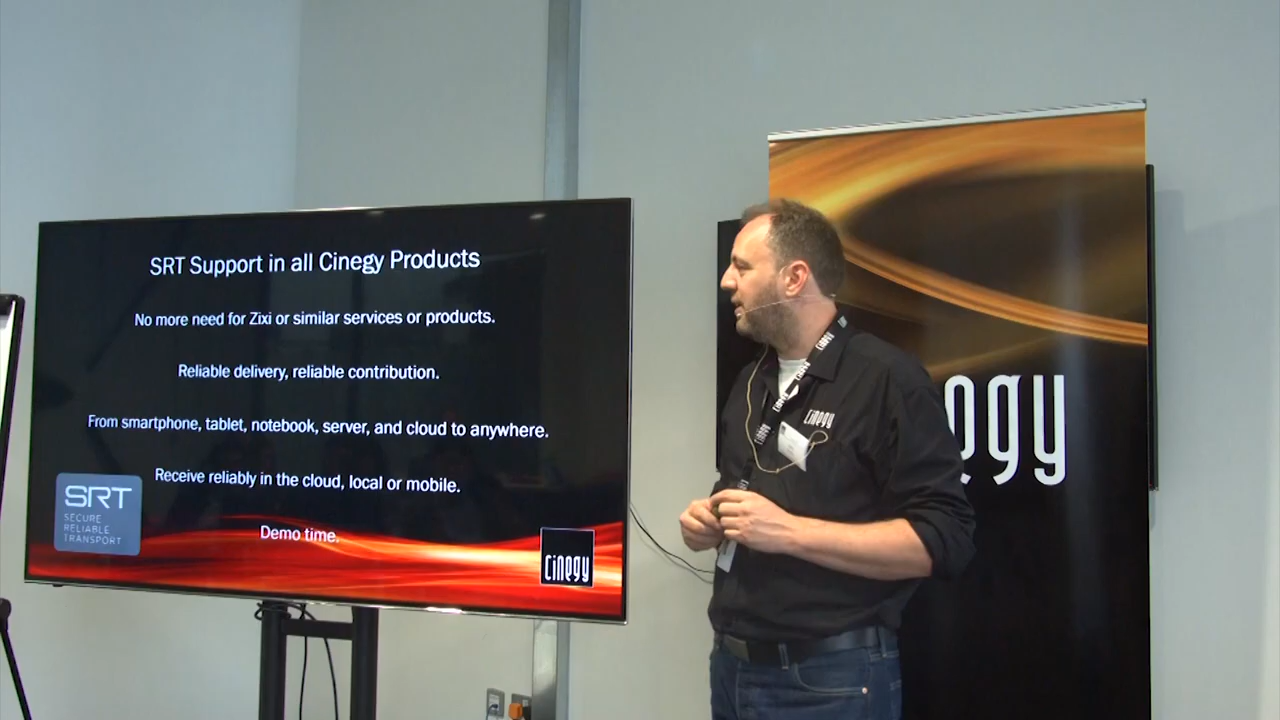 SRT Support in all Cinegy Products
No more need for Zixi or similar services or products.
Reliable delivery, reliable contribution.
From smartphone, tablet, notebook, server, and cloud to anywhere.
Receive reliably in the cloud, local or mobile.
Demo time.
SRT
SECURE
RELIABLE
TRANSPORT
cinegy
cinegy
cinegy
cinegy
egy